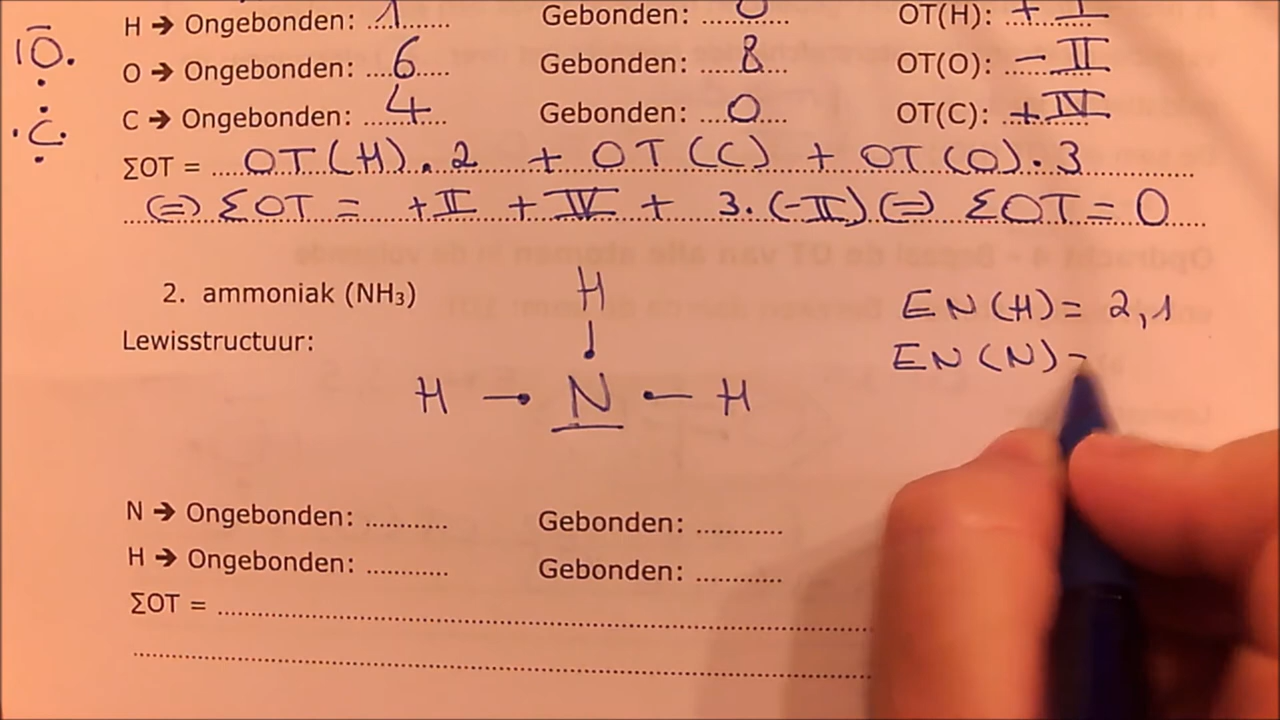 H → Ongebonden: 1 Gebonden: 0 OT(H): + I
O → Ongebonden: 6 Gebonden: 8 OT(O): - II
C → Ongebonden: 4 Gebonden: 0 OT(C): + IV
ΣOT = OT(H).2 + OT(C) + OT(O).3
(=) ΣOT = +II + IV + 3.(-II) (=) ΣOT = 0
2. ammoniak (NH₃)
Lewisstructuur:
H
H N H
EN(H) = 2,1
EN(N) =
N → Ongebonden: ........... Gebonden: ...........
H → Ongebonden: ........... Gebonden: ...........
ΣOT =
O
C